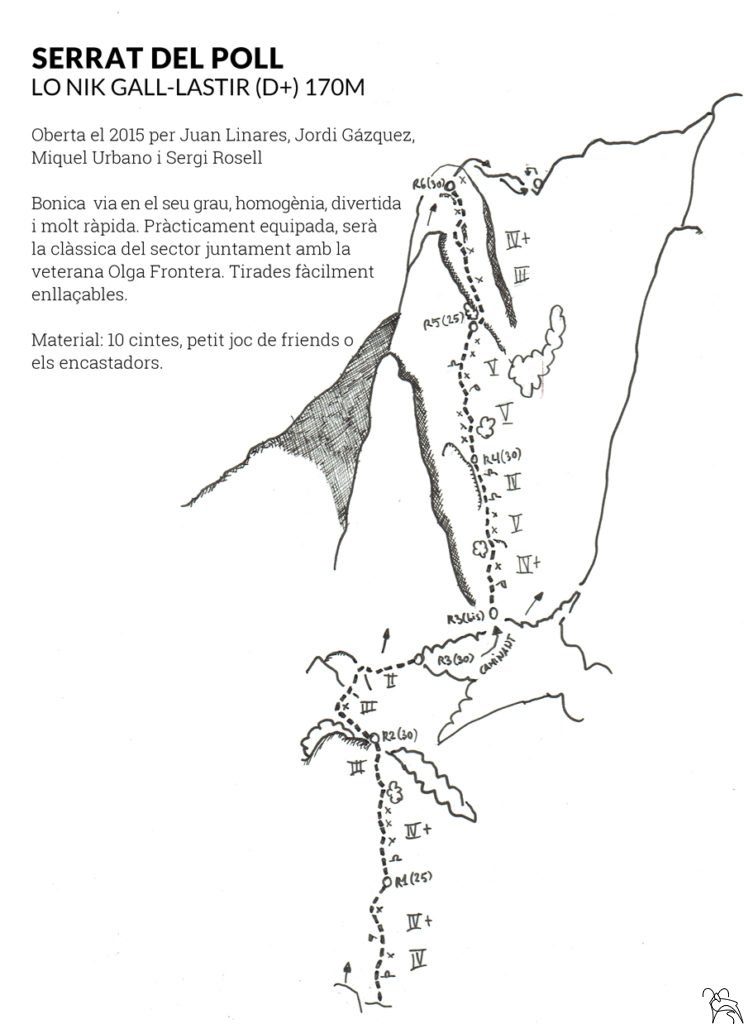 SERRAT DEL POLL
LO NIK GALL-LASTIR (D+) 170M
Oberta el 2015 per Juan Linares, Jordi Gázquez,
Miquel Urbano i Sergi Rosell
Bonica via en el seu grau, homogènia, divertida
i molt ràpida. Pràcticament equipada, serà
la clàssica del sector juntament amb la
veterana Olga Frontera. Tirades fàcilment
enllaçables.
Material: 10 cintes, petit joc de friends o
els encastadors.
R6(30)
IV+
III
R5(25)
V
V
R4(30)
IV
V
IV+
R3(bis)
R3(30)
CAMINANT
II
III
R2(30)
III
IV+
R1(25)
IV+
IV